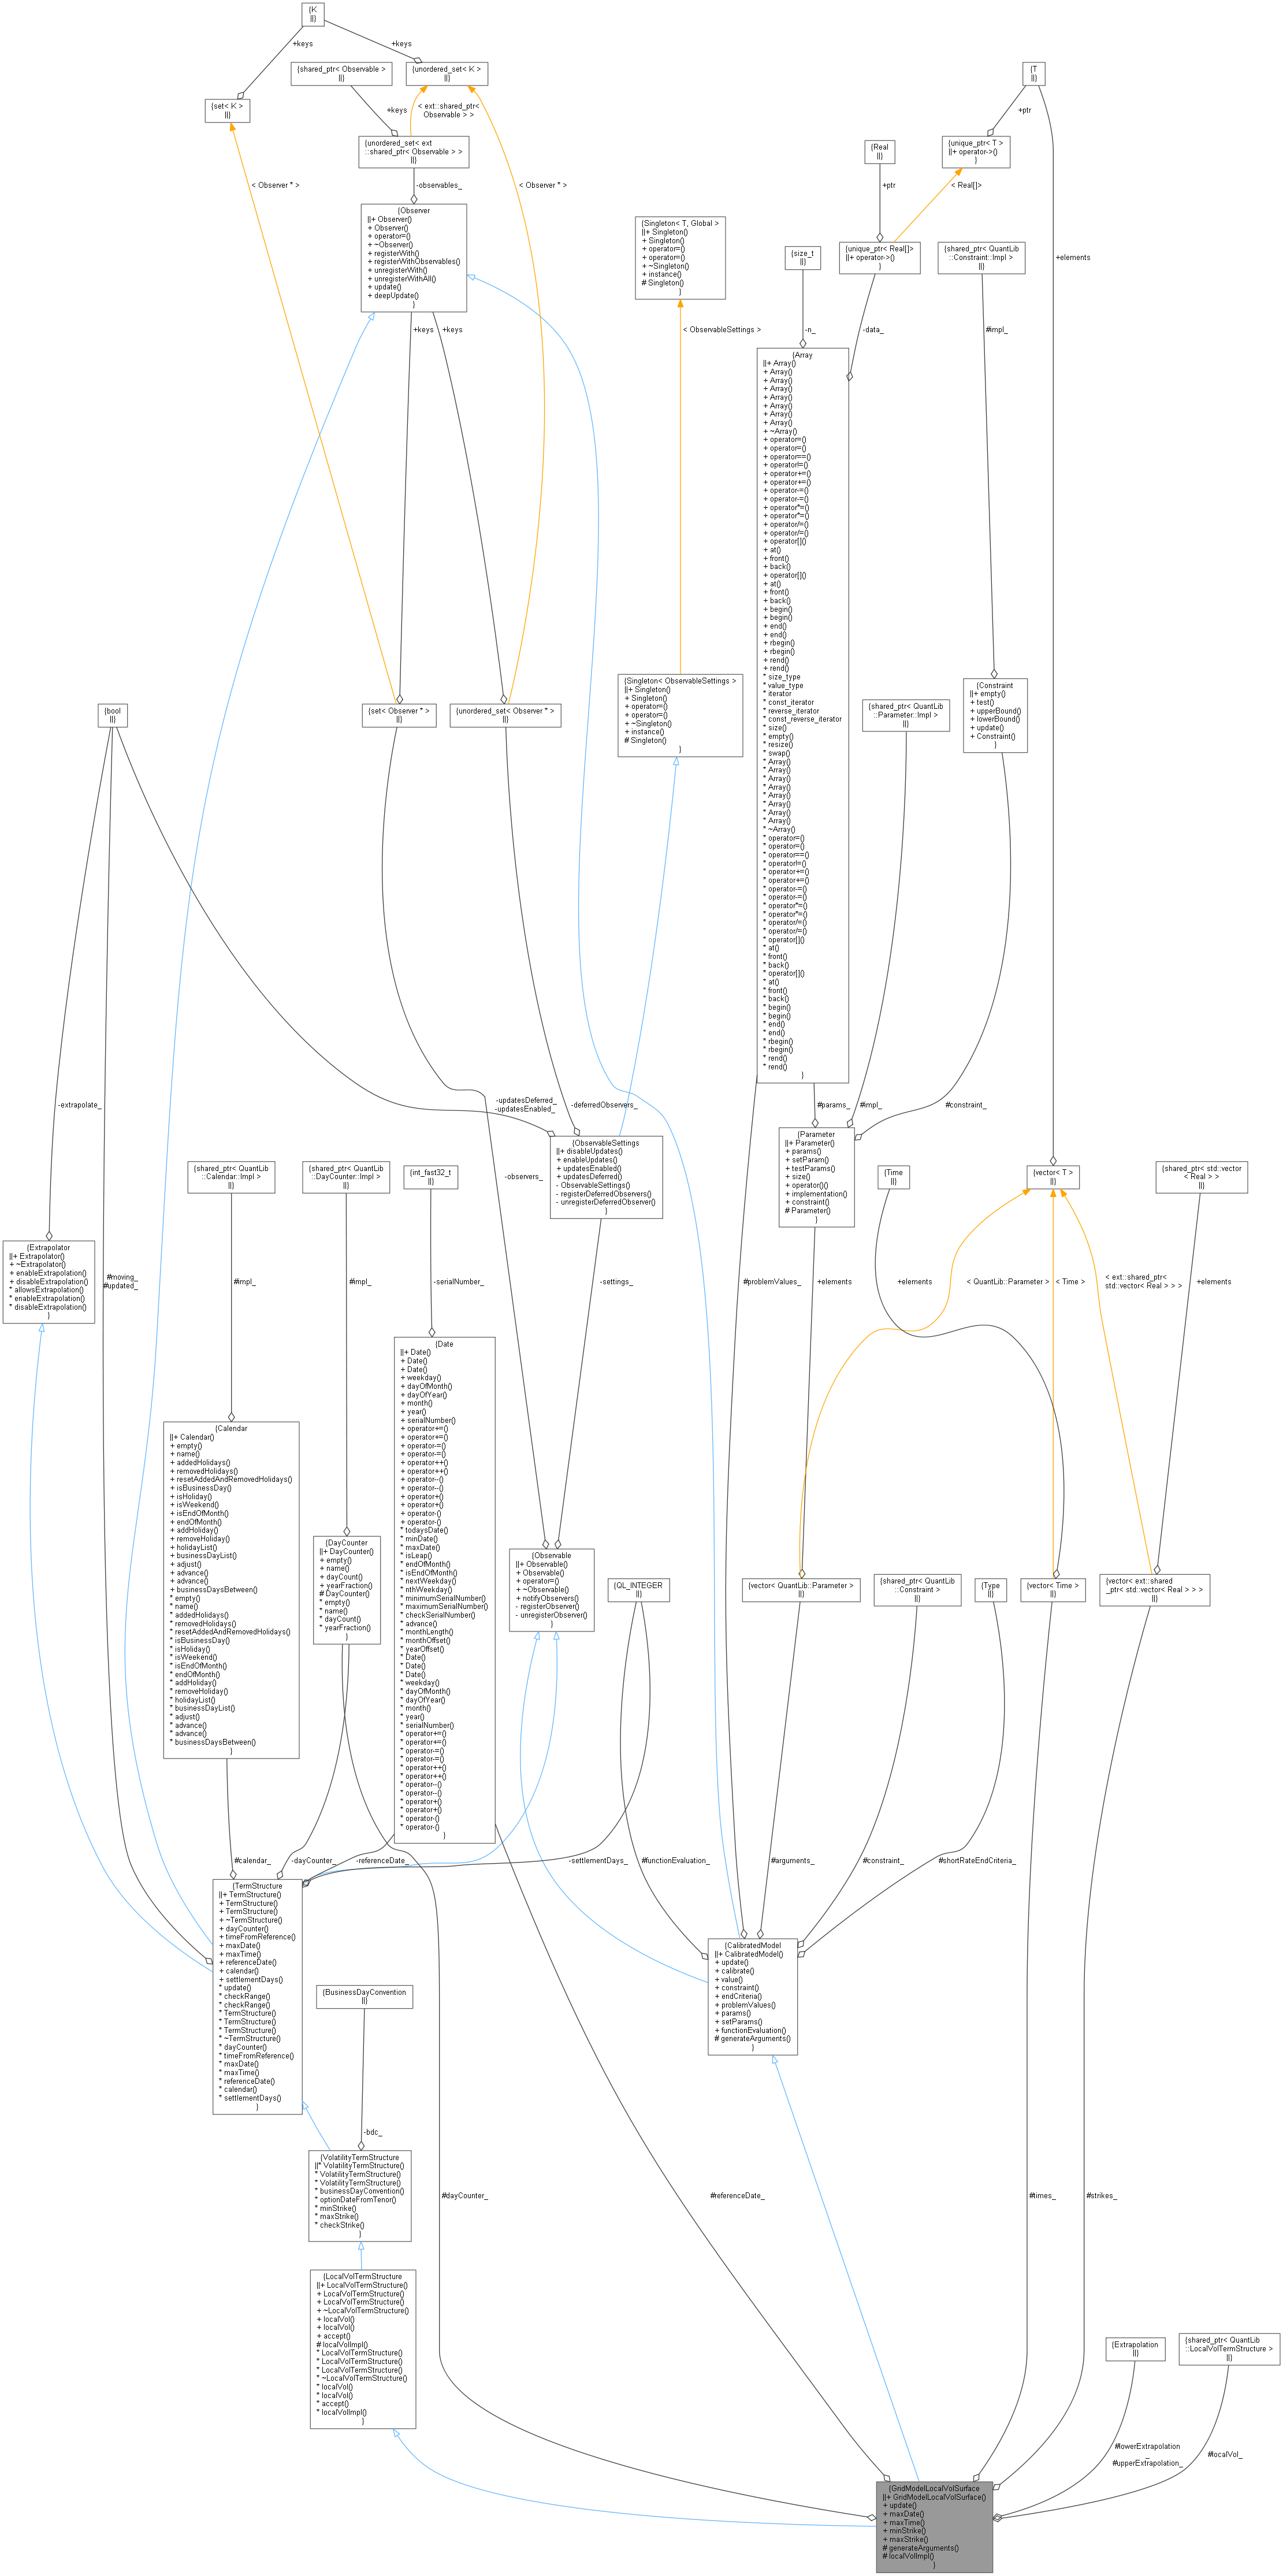 {K
||}
+keys
+keys
{shared_ptr< Observable >
||}
{unordered_set< K >
||}
{T
||}
{set< K >
||}
+keys
< ext::shared_ptr<
Observable > >
+ptr
{unordered_set< ext
::shared_ptr< Observable > >
||}
{Real
||}
{unique_ptr< T >
||+ operator->()
}
< Observer * >
-observables_
< Observer * >
+ptr
< Real[]>
{Observer
||+ Observer()
+ Observer()
+ operator=()
+ ~Observer()
+ registerWith()
+ registerWithObservables()
+ unregisterWith()
+ unregisterWithAll()
+ update()
+ deepUpdate()
}
{Singleton< T, Global >
||+ Singleton()
+ Singleton()
+ operator=()
+ operator=()
+ ~Singleton()
+ instance()
# Singleton()
}
{size_t
||}
{unique_ptr< Real[]>
||+ operator->()
}
{shared_ptr< QuantLib
::Constraint::Impl >
||}
+elements
+keys
+keys
< ObservableSettings >
-n_
-data_
#impl_
{Array
||+ Array()
+ Array()
+ Array()
+ Array()
+ Array()
+ Array()
+ Array()
+ Array()
+ ~Array()
+ operator=()
+ operator=()
+ operator==()
+ operator!=()
+ operator+=()
+ operator+=()
+ operator-=()
+ operator-=()
+ operator*=()
+ operator*=()
+ operator/=()
+ operator/=()
+ operator[]()
+ at()
+ front()
+ back()
+ operator[]()
+ at()
+ front()
+ back()
+ begin()
+ begin()
+ end()
+ end()
+ rbegin()
+ rbegin()
+ rend()
+ rend()
* size_type
* value_type
* iterator
* const_iterator
* reverse_iterator
* const_reverse_iterator
* size()
* empty()
* resize()
* swap()
* Array()
* Array()
* Array()
* Array()
* Array()
* Array()
* Array()
* Array()
* ~Array()
* operator=()
* operator=()
* operator==()
* operator!=()
* operator+=()
* operator+=()
* operator-=()
* operator-=()
* operator*=()
* operator*=()
* operator/=()
* operator/=()
* operator[]()
* at()
* front()
* back()
* operator[]()
* at()
* front()
* back()
* begin()
* begin()
* end()
* end()
* rbegin()
* rbegin()
* rend()
* rend()
}
{bool
||}
{set< Observer * >
||}
{unordered_set< Observer * >
||}
{Singleton< ObservableSettings >
||+ Singleton()
+ Singleton()
+ operator=()
+ operator=()
+ ~Singleton()
+ instance()
# Singleton()
}
{shared_ptr< QuantLib
::Parameter::Impl >
||}
{Constraint
||+ empty()
+ test()
+ upperBound()
+ lowerBound()
+ update()
+ Constraint()
}
-extrapolate_
-updatesDeferred_
-updatesEnabled_
-deferredObservers_
#params_
#impl_
#constraint_
{ObservableSettings
||+ disableUpdates()
+ enableUpdates()
+ updatesEnabled()
+ updatesDeferred()
- ObservableSettings()
- registerDeferredObservers()
- unregisterDeferredObserver()
}
{Parameter
||+ Parameter()
+ params()
+ setParam()
+ testParams()
+ size()
+ operator()()
+ implementation()
+ constraint()
# Parameter()
}
{shared_ptr< QuantLib
::Calendar::Impl >
||}
{shared_ptr< QuantLib
::DayCounter::Impl >
||}
{int_fast32_t
||}
-observers_
{Time
||}
{vector< T >
||}
{shared_ptr< std::vector
< Real > >
||}
{Extrapolator
||+ Extrapolator()
+ ~Extrapolator()
+ enableExtrapolation()
+ disableExtrapolation()
* allowsExtrapolation()
* enableExtrapolation()
* disableExtrapolation()
}
#moving_
#updated_
#impl_
#impl_
-serialNumber_
-settings_
#problemValues_
+elements
+elements
< QuantLib::Parameter >
< Time >
< ext::shared_ptr<
std::vector< Real > > >
+elements
{Date
||+ Date()
+ Date()
+ Date()
+ weekday()
+ dayOfMonth()
+ dayOfYear()
+ month()
+ year()
+ serialNumber()
+ operator+=()
+ operator+=()
+ operator-=()
+ operator-=()
+ operator++()
+ operator++()
+ operator--()
+ operator--()
+ operator+()
+ operator+()
+ operator-()
+ operator-()
* todaysDate()
* minDate()
* maxDate()
* isLeap()
* endOfMonth()
* isEndOfMonth()
* nextWeekday()
* nthWeekday()
* minimumSerialNumber()
* maximumSerialNumber()
* checkSerialNumber()
* advance()
* monthLength()
* monthOffset()
* yearOffset()
* Date()
* Date()
* Date()
* weekday()
* dayOfMonth()
* dayOfYear()
* month()
* year()
* serialNumber()
* operator+=()
* operator+=()
* operator-=()
* operator-=()
* operator++()
* operator++()
* operator--()
* operator--()
* operator+()
* operator+()
* operator-()
* operator-()
}
{Calendar
||+ Calendar()
+ empty()
+ name()
+ addedHolidays()
+ removedHolidays()
+ resetAddedAndRemovedHolidays()
+ isBusinessDay()
+ isHoliday()
+ isWeekend()
+ isEndOfMonth()
+ endOfMonth()
+ addHoliday()
+ removeHoliday()
+ holidayList()
+ businessDayList()
+ adjust()
+ advance()
+ advance()
+ businessDaysBetween()
* empty()
* name()
* addedHolidays()
* removedHolidays()
* resetAddedAndRemovedHolidays()
* isBusinessDay()
* isHoliday()
* isWeekend()
* isEndOfMonth()
* endOfMonth()
* addHoliday()
* removeHoliday()
* holidayList()
* businessDayList()
* adjust()
* advance()
* advance()
* businessDaysBetween()
}
{DayCounter
||+ DayCounter()
+ empty()
+ name()
+ dayCount()
+ yearFraction()
# DayCounter()
* empty()
* name()
* dayCount()
* yearFraction()
}
{Observable
||+ Observable()
+ Observable()
+ operator=()
+ ~Observable()
+ notifyObservers()
- registerObserver()
- unregisterObserver()
}
{QL_INTEGER
||}
{vector< QuantLib::Parameter >
||}
{shared_ptr< QuantLib
::Constraint >
||}
{Type
||}
{vector< Time >
||}
{vector< ext::shared
_ptr< std::vector< Real > > >
||}
#calendar_
-dayCounter_
-referenceDate_
-settlementDays_
#functionEvaluation_
#arguments_
#constraint_
#shortRateEndCriteria_
{TermStructure
||+ TermStructure()
+ TermStructure()
+ TermStructure()
+ ~TermStructure()
+ dayCounter()
+ timeFromReference()
+ maxDate()
+ maxTime()
+ referenceDate()
+ calendar()
+ settlementDays()
* update()
* checkRange()
* checkRange()
* TermStructure()
* TermStructure()
* TermStructure()
* ~TermStructure()
* dayCounter()
* timeFromReference()
* maxDate()
* maxTime()
* referenceDate()
* calendar()
* settlementDays()
}
{CalibratedModel
||+ CalibratedModel()
+ update()
+ calibrate()
+ value()
+ constraint()
+ endCriteria()
+ problemValues()
+ params()
+ setParams()
+ functionEvaluation()
# generateArguments()
}
{BusinessDayConvention
||}
-bdc_
{VolatilityTermStructure
||* VolatilityTermStructure()
* VolatilityTermStructure()
* VolatilityTermStructure()
* businessDayConvention()
* optionDateFromTenor()
* minStrike()
* maxStrike()
* checkStrike()
}
#dayCounter_
#referenceDate_
#times_
#strikes_
{LocalVolTermStructure
||+ LocalVolTermStructure()
+ LocalVolTermStructure()
+ LocalVolTermStructure()
+ ~LocalVolTermStructure()
+ localVol()
+ localVol()
+ accept()
# localVolImpl()
* LocalVolTermStructure()
* LocalVolTermStructure()
* LocalVolTermStructure()
* ~LocalVolTermStructure()
* localVol()
* localVol()
* accept()
* localVolImpl()
}
{Extrapolation
||}
{shared_ptr< QuantLib
::LocalVolTermStructure >
||}
#lowerExtrapolation
_
#upperExtrapolation_
#localVol_
{GridModelLocalVolSurface
||+ GridModelLocalVolSurface()
+ update()
+ maxDate()
+ maxTime()
+ minStrike()
+ maxStrike()
# generateArguments()
# localVolImpl()
}